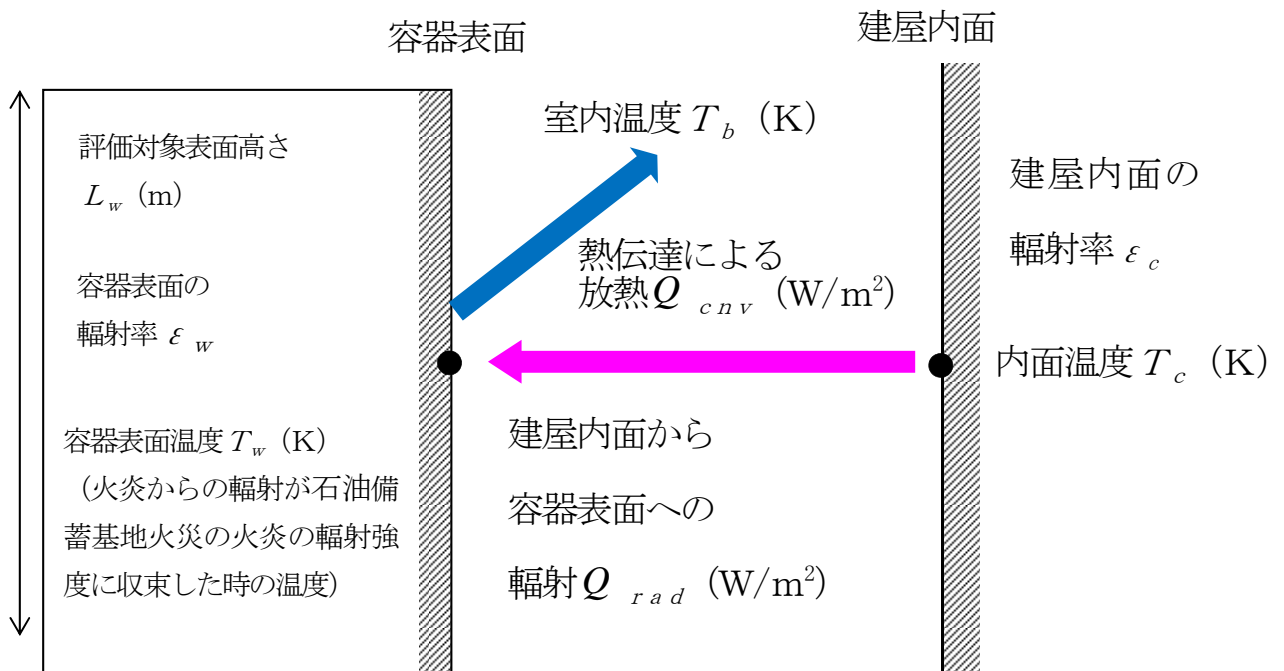 容器表面
建屋内面
評価対象表面高さ
L w (m)
容器表面の
輻射率 ε w
容器表面温度 T w (K)
(火炎からの輻射が石油備
蓄基地火災の火炎の輻射強
度に収束した時の温度)
室内温度 T b (K)
熱伝達による
放熱 Q cnv (W/m²)
建屋内面から
容器表面への
輻射 Q rad (W/m²)
建屋内面の
輻射率 ε c
内面温度 T c (K)